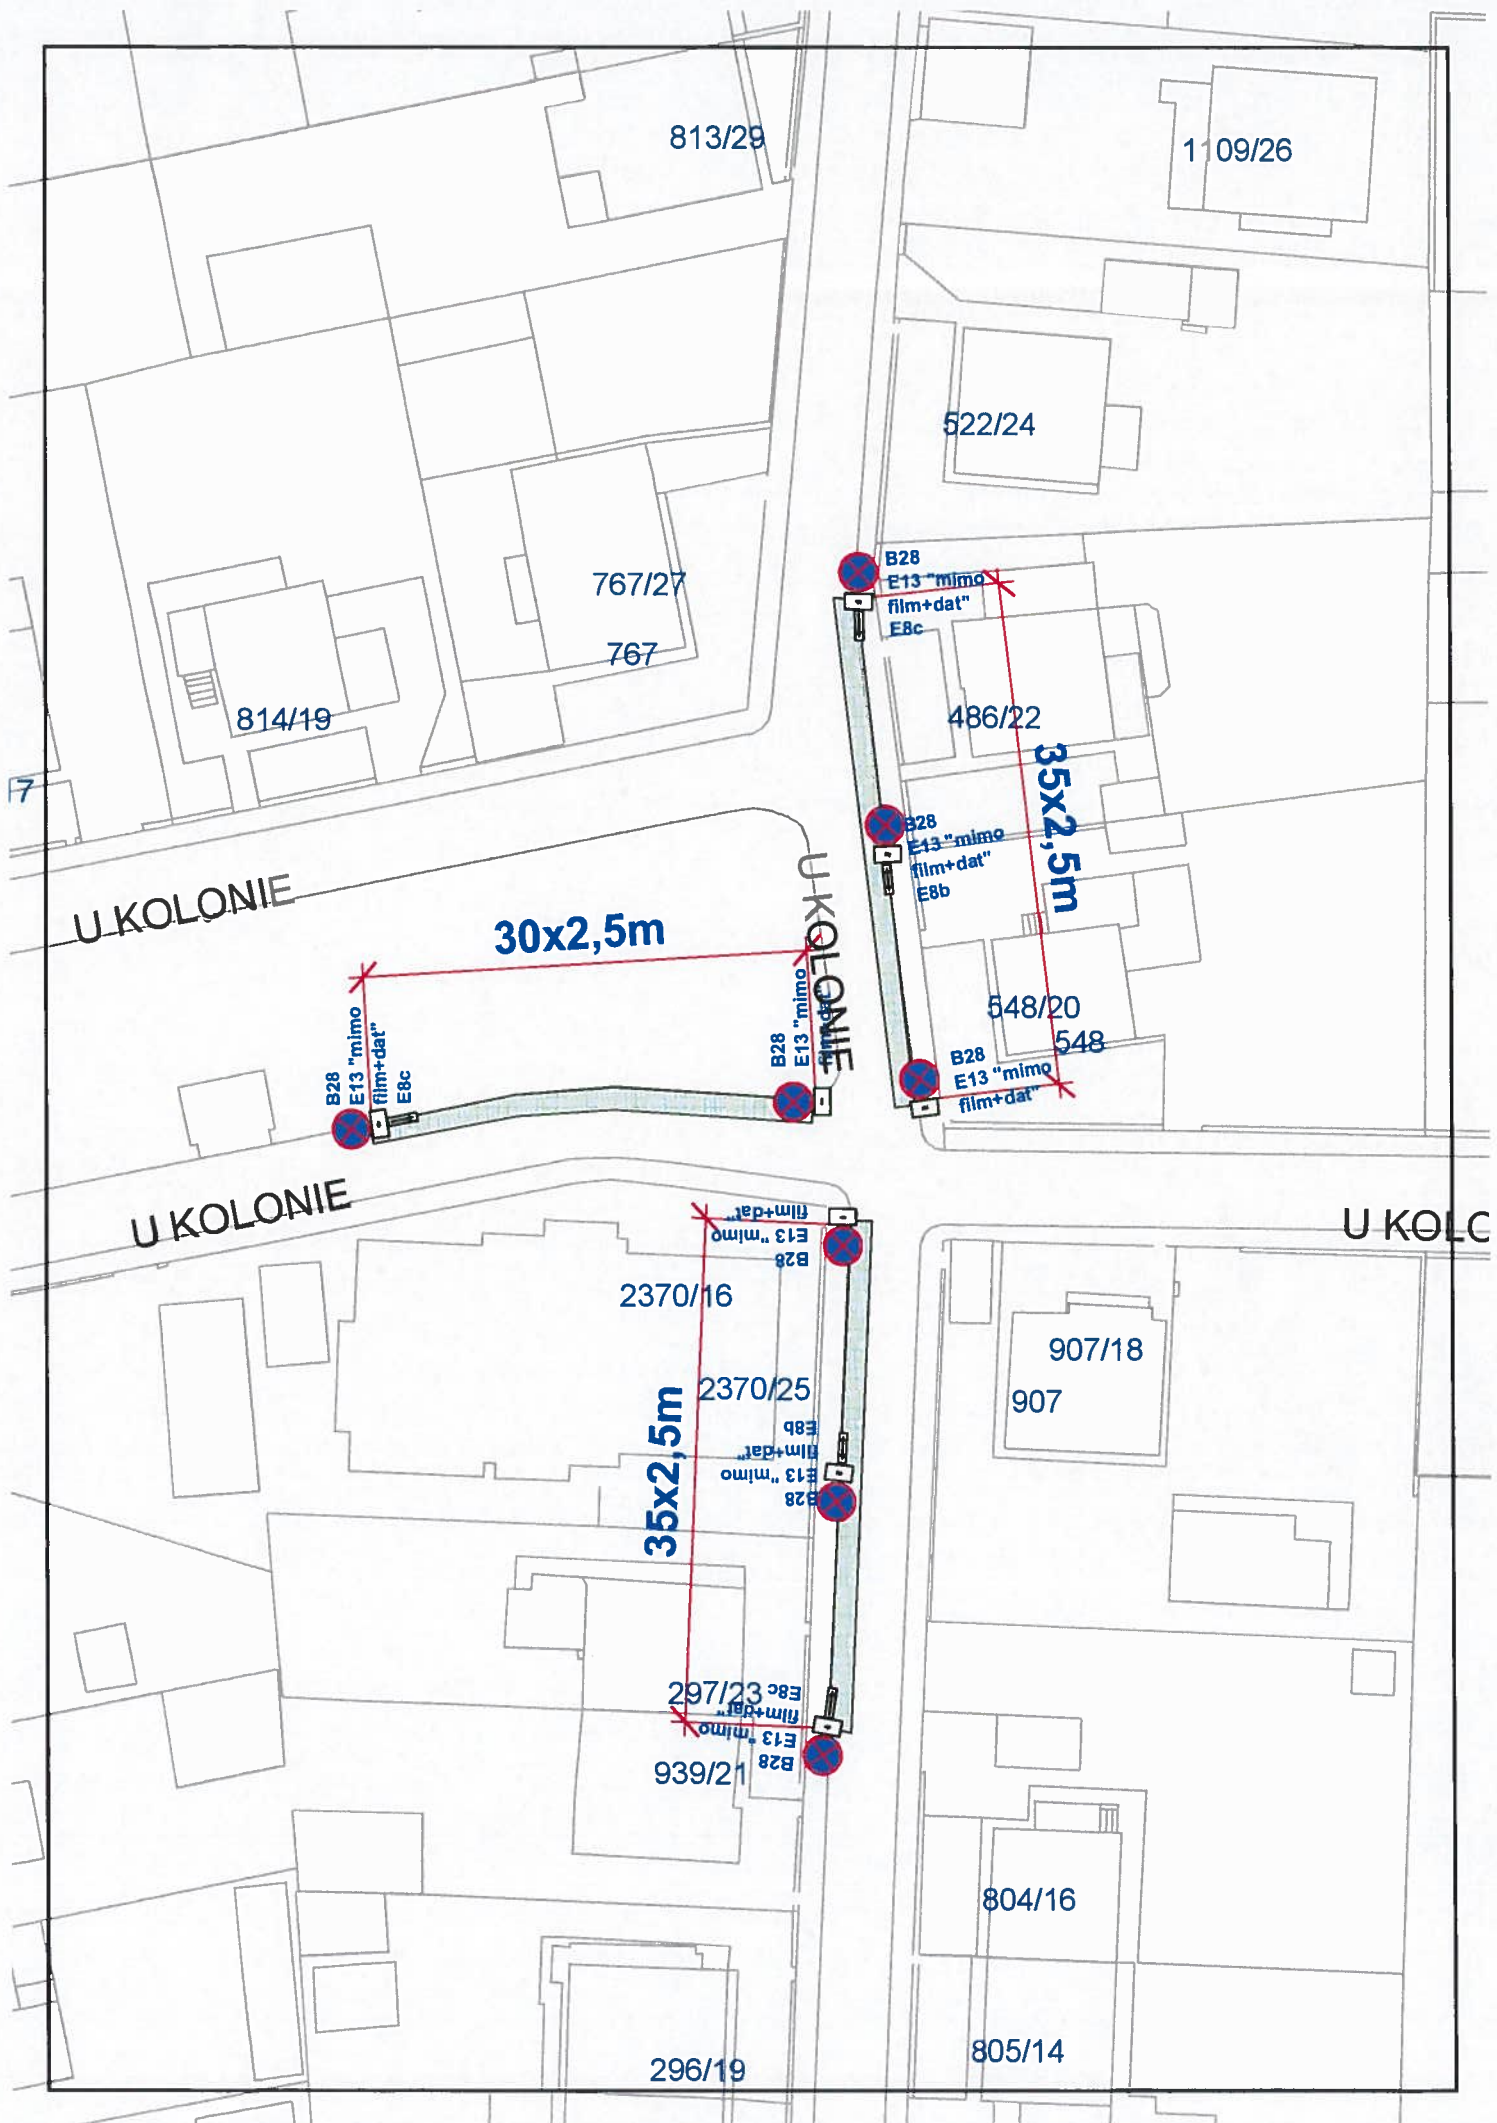 813/29
1109/26
522/24
B28
E13 "mimo
film+dat"
E8c
767/27
767
486/22
814/19
35x2,5m
7
B28
E13 "mimo
film+dat"
E8b
U KOLONIE
U KOLONIE
30x2,5m
548/20
548
B28
E13 "mimo
film+dat"
E8c
B28
E13 "mimo
film+dat"
B28
E13 "mimo
film+dat"
U KOLONIE
U KOLO
B28
E13 "mimo
film+dat"
2370/16
907/18
907
2370/25
35x2,5m
B28
E13 "mimo
film+dat"
E8b
297/23
B28
E13 "mimo
film+dat"
E8c
939/21
804/16
805/14
296/19